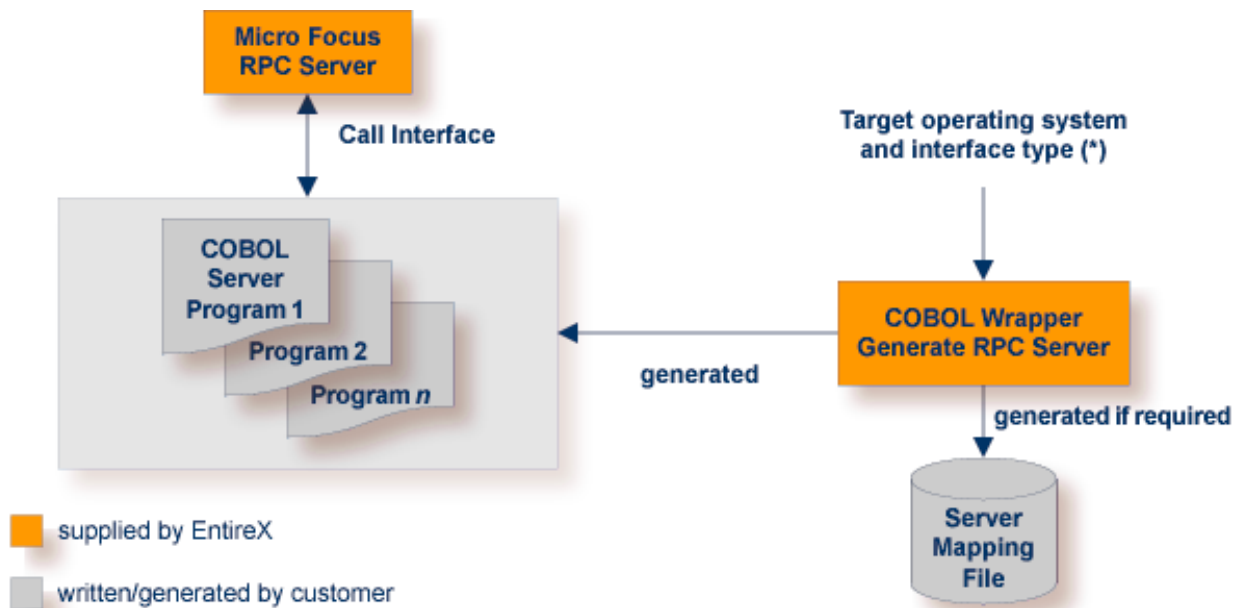 Micro Focus
RPC Server
Call Interface
Target operating system
and interface type (*)
COBOL
Server
Program 1
Program 2
Program n
COBOL Wrapper
Generate RPC Server
generated
generated if required
Server
Mapping
File
supplied by EntireX
written/generated by customer